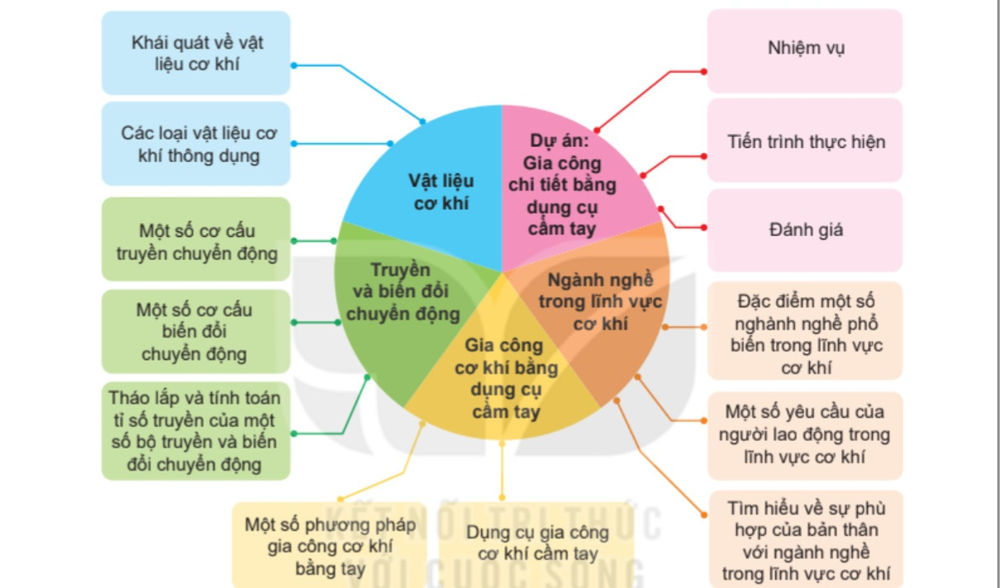 Khái quát về vật
liệu cơ khí
Các loại vật liệu cơ
khí thông dụng
Một số cơ cấu
truyền chuyển động
Một số cơ cấu
biến đổi
chuyển động
Tháo lắp và tính toán
tỉ số truyền của một
số bộ truyền và biến
đổi chuyển động
Vật liệu
cơ khí
Dự án:
Gia công
chi tiết bằng
dụng cụ
cầm tay
Truyền
và biến đổi
chuyển động
Ngành nghề
trong lĩnh vực
cơ khí
Gia công
cơ khí bằng
dụng cụ
cầm tay
Nhiệm vụ
Tiến trình thực hiện
Đánh giá
Đặc điểm một số
nghành nghề phổ
biến trong lĩnh vực
cơ khí
Một số yêu cầu của
người lao động trong
lĩnh vực cơ khí
Tìm hiểu về sự phù
hợp của bản thân
với ngành nghề
trong lĩnh vực cơ khí
Một số phương pháp
gia công cơ khí
bằng tay
Dụng cụ gia công
cơ khí cầm tay
KẾT NỐI TRI THỨC
VỚI CUỘC SỐNG